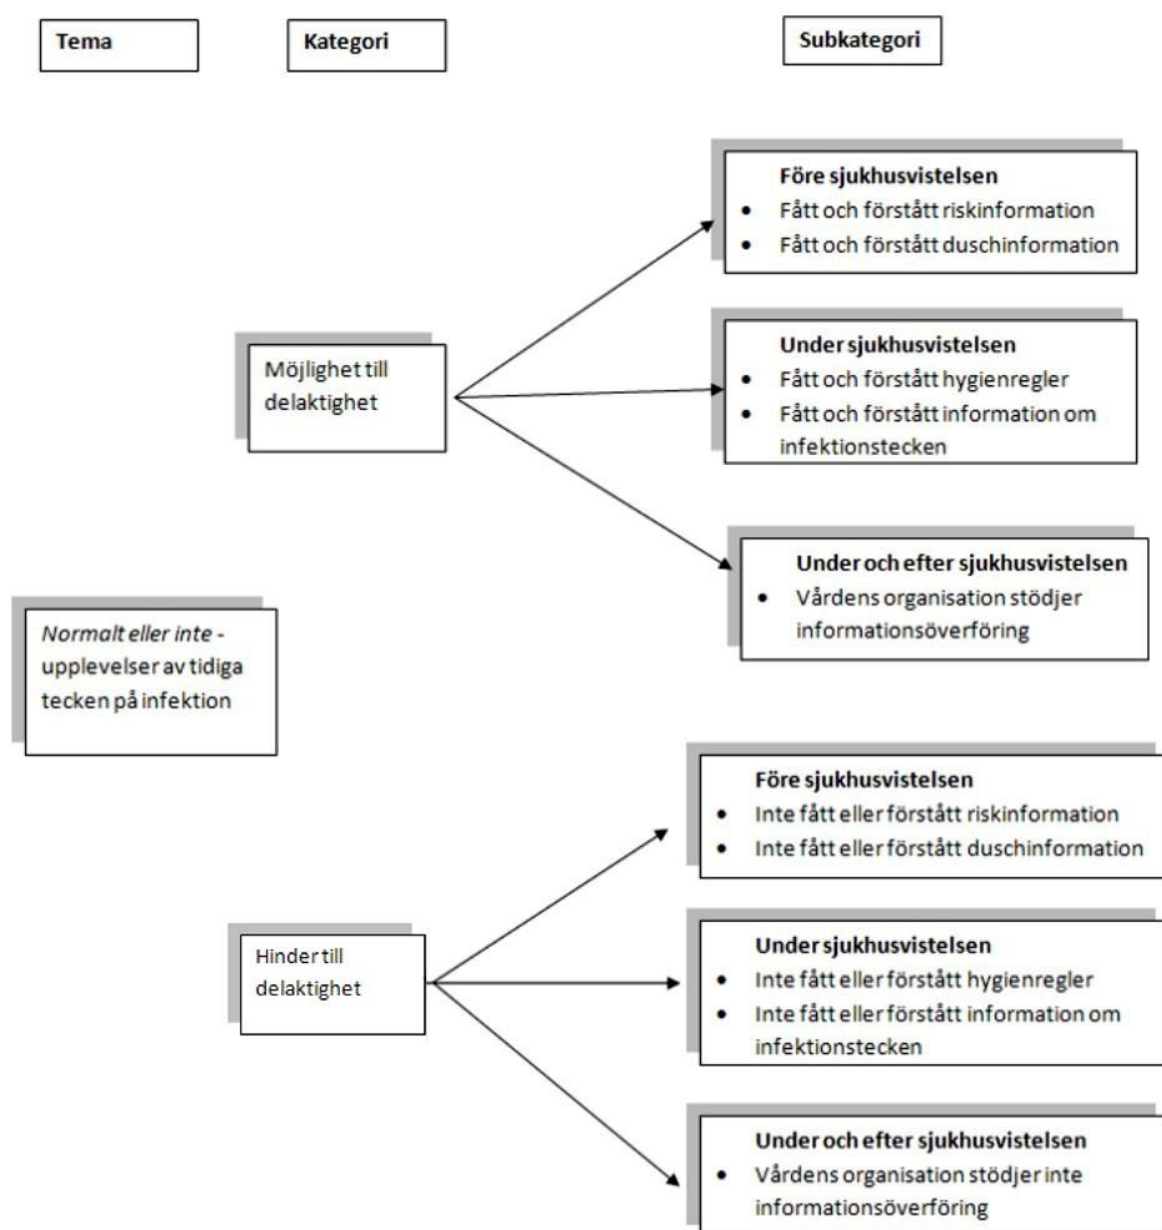 Tema
Kategori
Subkategori
Före sjukhusvistelsen
• Fått och förstått riskinformation
• Fått och förstått duschinformation
Möjlighet till
delaktighet
Under sjukhusvistelsen
• Fått och förstått hygienregler
• Fått och förstått information om
infektionstecken
Under och efter sjukhusvistelsen
• Vårdens organisation stödjer
informationsöverföring
Normalt eller inte -
upplevelser av tidiga
tecken på infektion
Före sjukhusvistelsen
• Inte fått eller förstått riskinformation
• Inte fått eller förstått duschinformation
Hinder till
delaktighet
Under sjukhusvistelsen
• Inte fått eller förstått hygienregler
• Inte fått eller förstått information om
infektionstecken
Under och efter sjukhusvistelsen
• Vårdens organisation stödjer inte
informationsöverföring